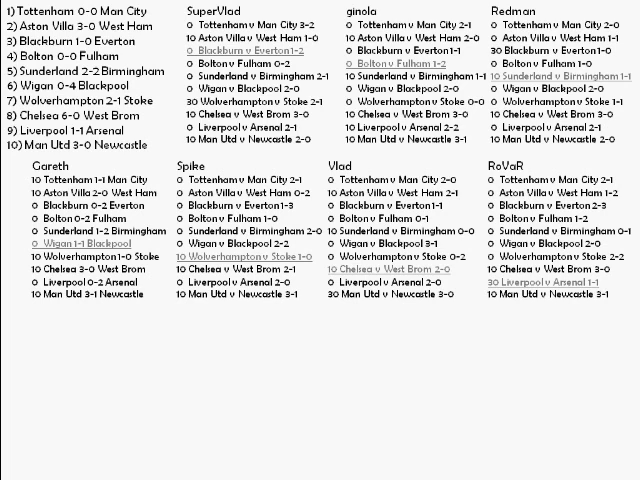 1) Tottenham 0-0 Man City
2) Aston Villa 3-0 West Ham
3) Blackburn 1-0 Everton
4) Bolton 0-0 Fulham
5) Sunderland 2-2 Birmingham
6) Wigan 0-4 Blackpool
7) Wolverhampton 2-1 Stoke
8) Chelsea 6-0 West Brom
9) Liverpool 1-1 Arsenal
10) Man Utd 3-0 Newcastle
SuperVlad
0 Tottenham v Man City 3-2
10 Aston Villa v West Ham 1-0
0 Blackburn v Everton 1-2
0 Bolton v Fulham 0-2
0 Sunderland v Birmingham 2-1
0 Wigan v Blackpool 2-0
30 Wolverhampton v Stoke 2-1
10 Chelsea v West Brom 3-0
0 Liverpool v Arsenal 2-1
10 Man Utd v Newcastle 3-1
ginola
0 Tottenham v Man City 2-1
10 Aston Villa v West Ham 2-1
0 Blackburn v Everton 1-1
0 Bolton v Fulham 1-2
10 Sunderland v Birmingham 1-1
0 Wigan v Blackpool 2-0
0 Wolverhampton v Stoke 0-0
10 Chelsea v West Brom 3-0
10 Liverpool v Arsenal 2-2
10 Man Utd v Newcastle 3-1
Redman
0 Tottenham v Man City 2-0
10 Aston Villa v West Ham 2-1
30 Blackburn v Everton 1-0
0 Bolton v Fulham 1-0
10 Sunderland v Birmingham 1-1
0 Wigan v Blackpool 2-0
10 Wolverhampton v Stoke 1-1
10 Chelsea v West Brom 3-0
0 Liverpool v Arsenal 2-1
10 Man Utd v Newcastle 2-0
Gareth
10 Tottenham 1-1 Man City
10 Aston Villa 2-0 West Ham
0 Blackburn 0-2 Everton
0 Bolton 0-2 Fulham
0 Sunderland 1-2 Birmingham
0 Wigan 1-1 Blackpool
10 Wolverhampton 1-0 Stoke
10 Chelsea 3-0 West Brom
0 Liverpool 0-2 Arsenal
10 Man Utd 3-1 Newcastle
Spike
0 Tottenham v Man City 2-1
0 Aston Villa v West Ham 0-2
0 Blackburn v Everton 1-3
0 Bolton v Fulham 1-0
0 Sunderland v Birmingham 2-0
0 Wigan v Blackpool 2-2
10 Wolverhampton v Stoke 1-0
10 Chelsea v West Brom 2-1
0 Liverpool v Arsenal 2-0
10 Man Utd v Newcastle 3-1
Vlad
0 Tottenham v Man City 2-0
10 Aston Villa v West Ham 2-1
0 Blackburn v Everton 1-1
0 Bolton v Fulham 0-1
10 Sunderland v Birmingham 0-0
0 Wigan v Blackpool 3-1
0 Wolverhampton v Stoke 0-2
10 Chelsea v West Brom 2-0
0 Liverpool v Arsenal 2-0
30 Man Utd v Newcastle 3-0
RoVaR
0 Tottenham v Man City 2-1
0 Aston Villa v West Ham 1-2
0 Blackburn v Everton 2-3
0 Bolton v Fulham 1-2
0 Sunderland v Birmingham 0-1
0 Wigan v Blackpool 2-0
0 Wolverhampton v Stoke 2-2
10 Chelsea v West Brom 3-0
30 Liverpool v Arsenal 1-1
10 Man Utd v Newcastle 3-1